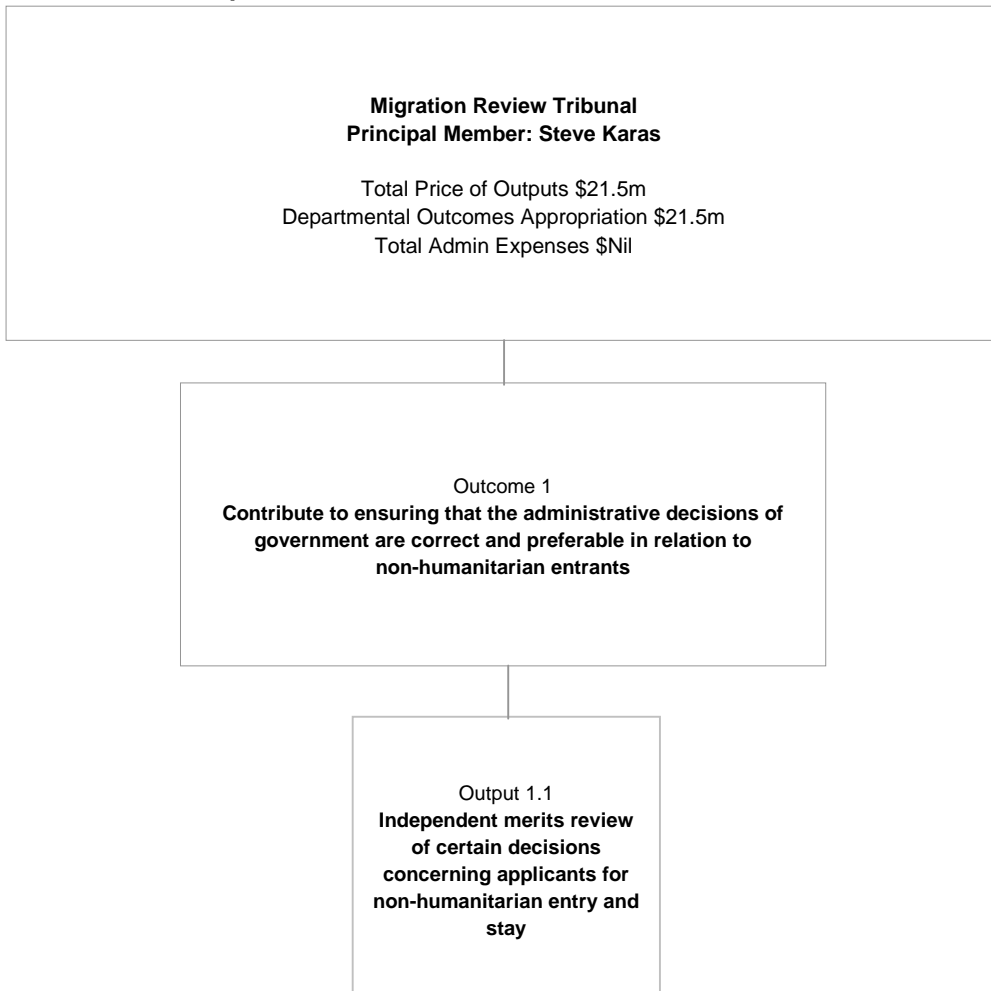 Migration Review Tribunal
Principal Member: Steve Karas
Total Price of Outputs $21.5m
Departmental Outcomes Appropriation $21.5m
Total Admin Expenses $Nil
Outcome 1
Contribute to ensuring that the administrative decisions of
government are correct and preferable in relation to
non-humanitarian entrants
Output 1.1
Independent merits review
of certain decisions
concerning applicants for
non-humanitarian entry and
stay